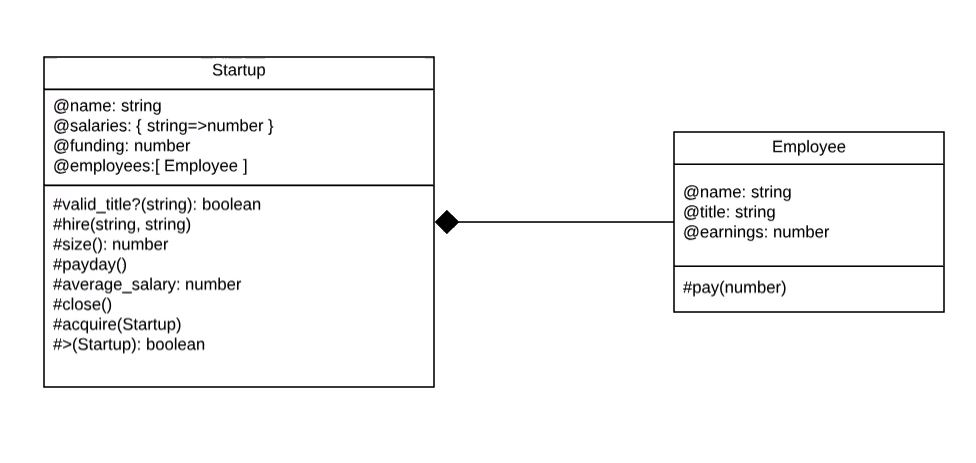 Startup
@name: string
@salaries: { string=>number }
@funding: number
@employees:[ Employee ]
#valid_title?(string): boolean
#hire(string, string)
#size(): number
#payday()
#average_salary: number
#close()
#acquire(Startup)
#>(Startup): boolean
Employee
@name: string
@title: string
@earnings: number
#pay(number)